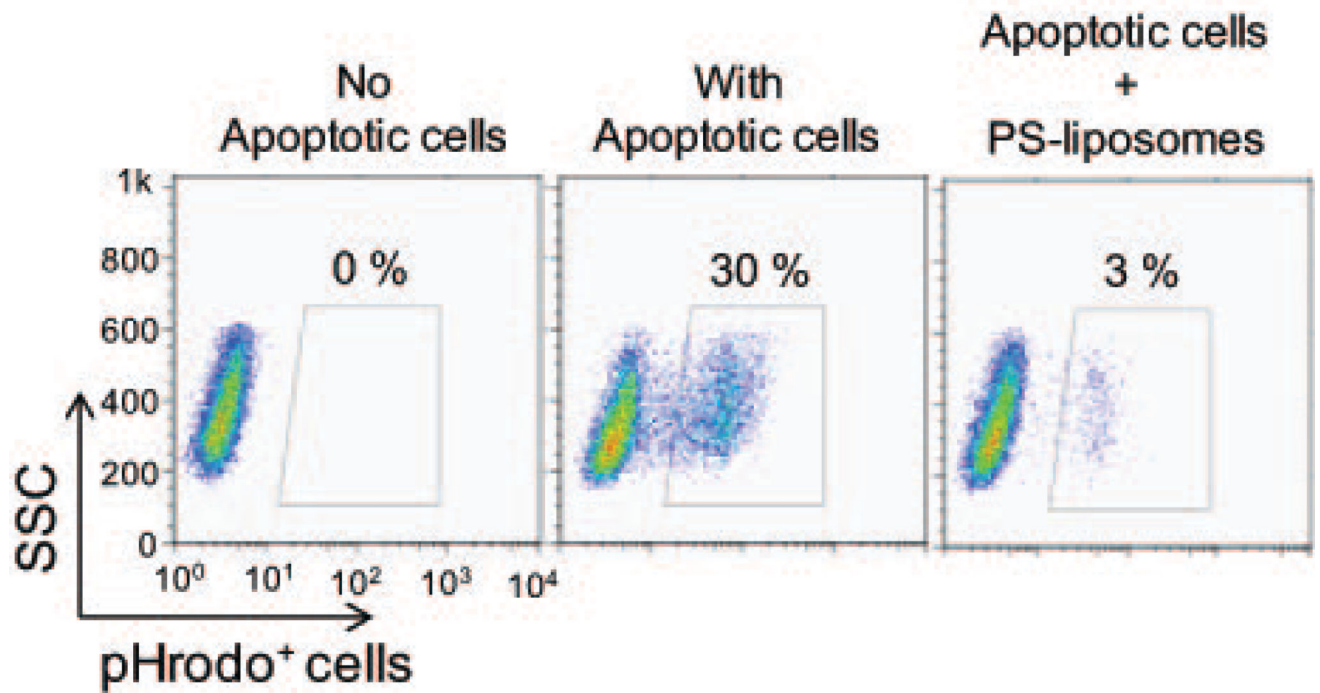 No
Apoptotic cells
With
Apoptotic cells
Apoptotic cells
+
PS-liposomes
1k
800
600
400
200
0
0 %
30 %
3 %
SSC
10⁰
10¹
10²
10³
10⁴
pHrodo⁺ cells